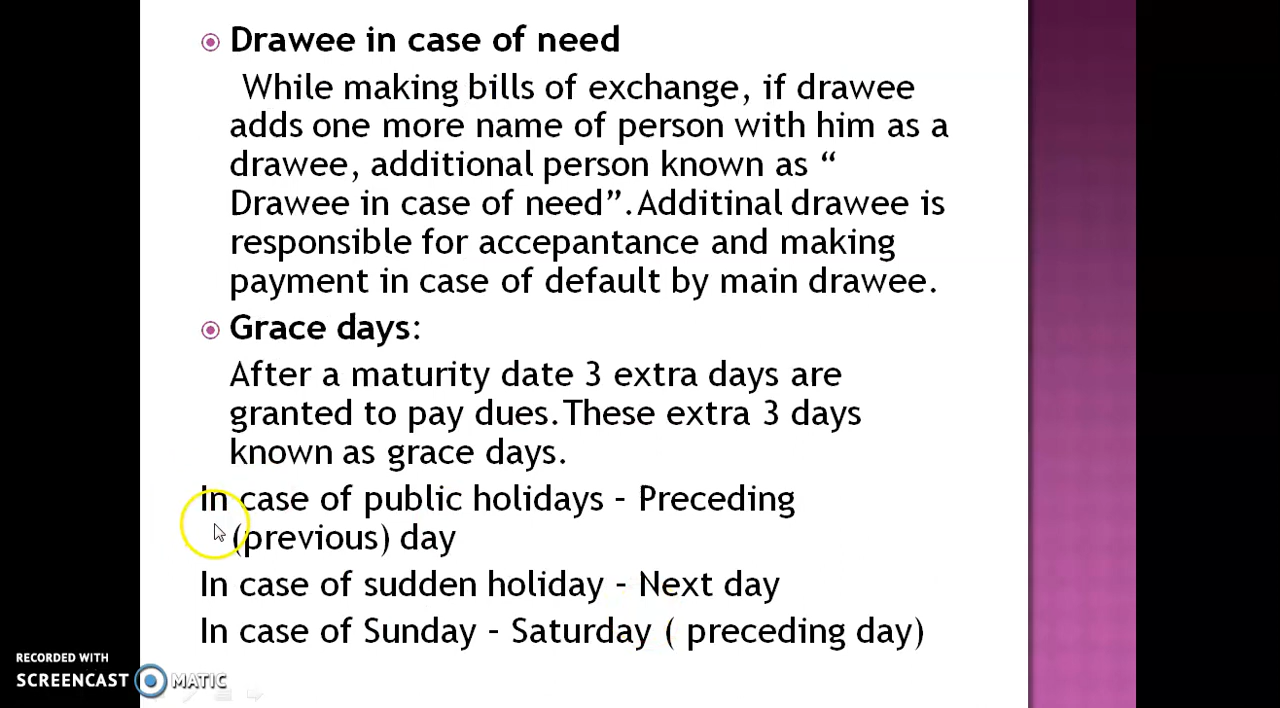 Drawee in case of need
While making bills of exchange, if drawee
adds one more name of person with him as a
drawee, additional person known as “
Drawee in case of need”.Additinal drawee is
responsible for accepantance and making
payment in case of default by main drawee.
Grace days:
After a maturity date 3 extra days are
granted to pay dues.These extra 3 days
known as grace days.
In case of public holidays - Preceding
(previous) day
In case of sudden holiday - Next day
In case of Sunday - Saturday ( preceding day)
RECORDED WITH
SCREENCAST MATIC